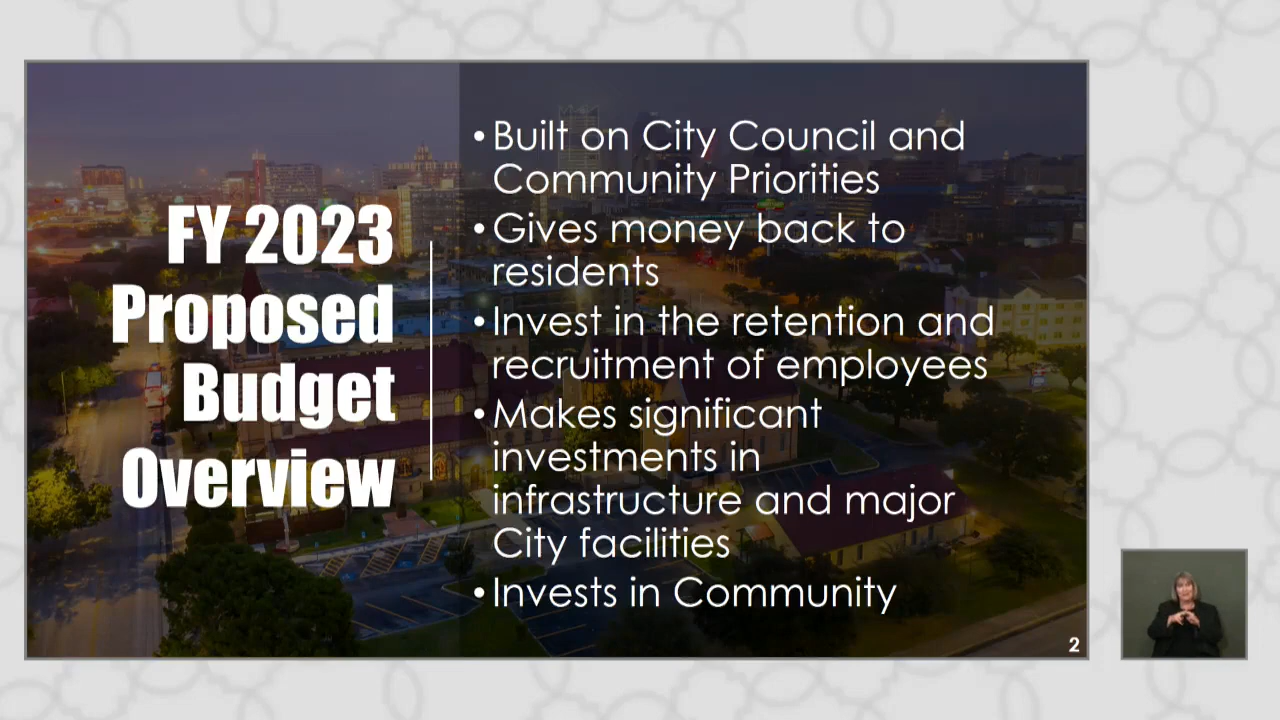 FY 2023
Proposed
Budget
Overview
• Built on City Council and
Community Priorities
• Gives money back to
residents
• Invest in the retention and
recruitment of employees
• Makes significant
investments in
infrastructure and major
City facilities
• Invests in Community
2